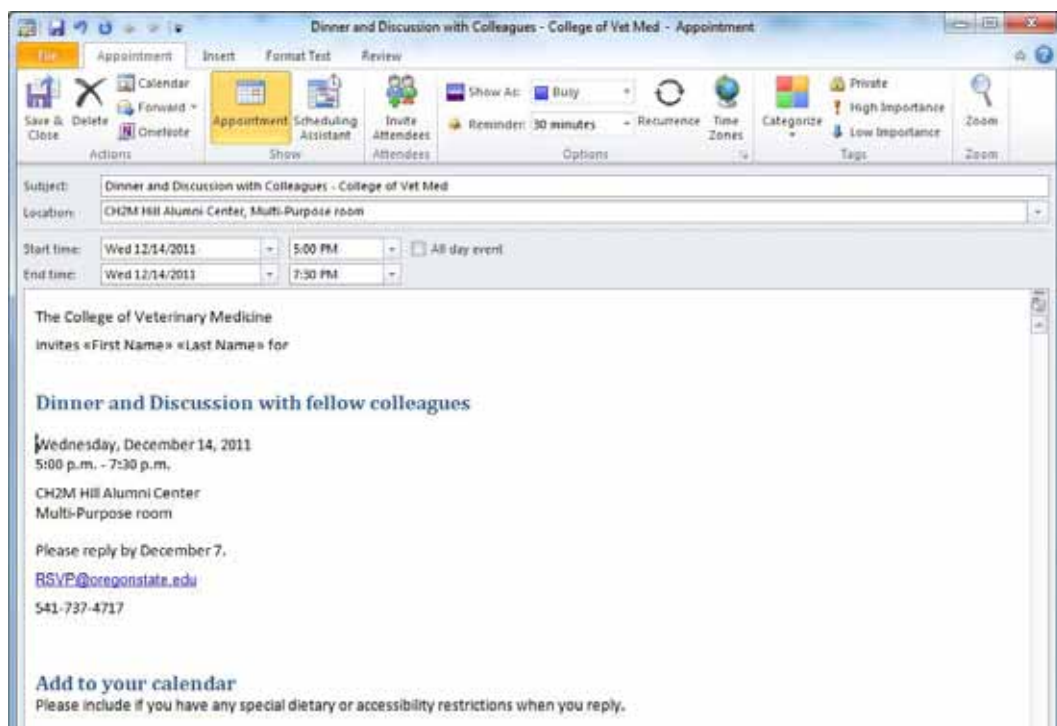 Dinner and Discussion with Colleagues - College of Vet Med - Appointment
File Appointment Insert Format Text Review
Save & Close
Delete
Calendar
Forward
OneNote
Actions
Appointment
Scheduling Assistant
Show
Invite Attendees
Attendees
Show As: Busy
Reminder: 30 minutes
Recurrence
Time Zones
Options
Categorize
Private
High Importance
Low Importance
Tags
Zoom
Zoom
Subject: Dinner and Discussion with Colleagues - College of Vet Med
Location: CH2M Hill Alumni Center, Multi-Purpose room
Start time: Wed 12/14/2011 5:00 PM All day event
End time: Wed 12/14/2011 7:30 PM
The College of Veterinary Medicine
invites «First Name» «Last Name» for
Dinner and Discussion with fellow colleagues
Wednesday, December 14, 2011
5:00 p.m. - 7:30 p.m.
CH2M Hill Alumni Center
Multi-Purpose room
Please reply by December 7.
RSVP@oregonstate.edu
541-737-4717
Add to your calendar
Please include if you have any special dietary or accessibility restrictions when you reply.